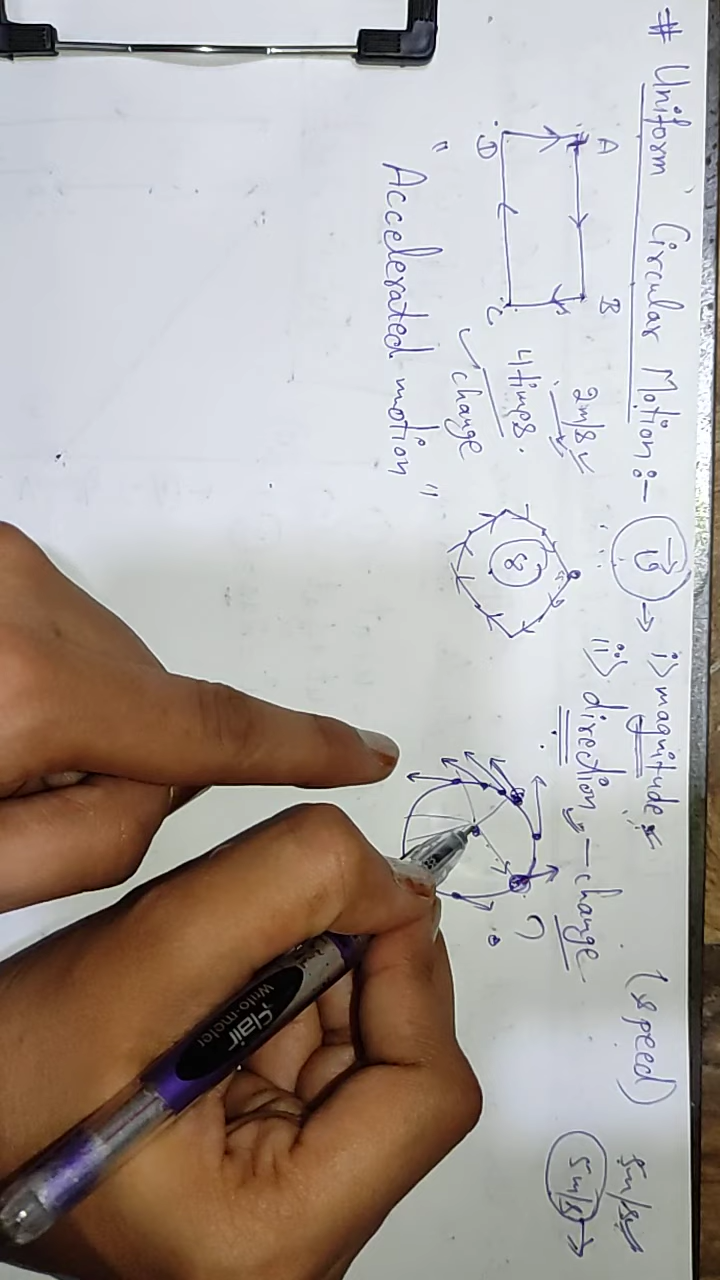 # Uniform Circular Motion :- v → i) magnitude (speed) 5m/s
ii) direction - change 5m/s →
A B
D C
2m/s
4 times.
change
8
"Accelerated motion"
Flair
Writo-meter